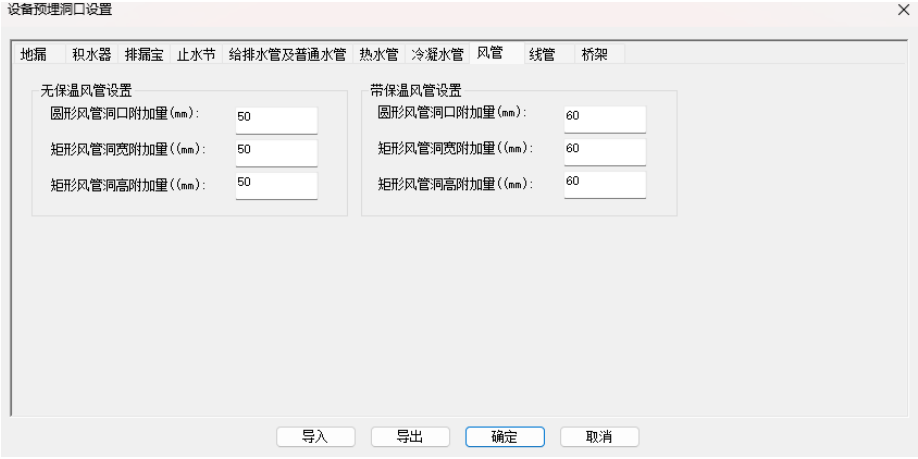 设备预埋洞口设置
地漏 积水器 排漏宝 止水节 给排水管及普通水管 热水管 冷凝水管 风管 线管 桥架
无保温风管设置 带保温风管设置
圆形风管洞口附加量(mm): 50 圆形风管洞口附加量(mm): 60
矩形风管洞宽附加量((mm): 50 矩形风管洞宽附加量((mm): 60
矩形风管洞高附加量((mm): 50 矩形风管洞高附加量((mm): 60
导入 导出 确定 取消